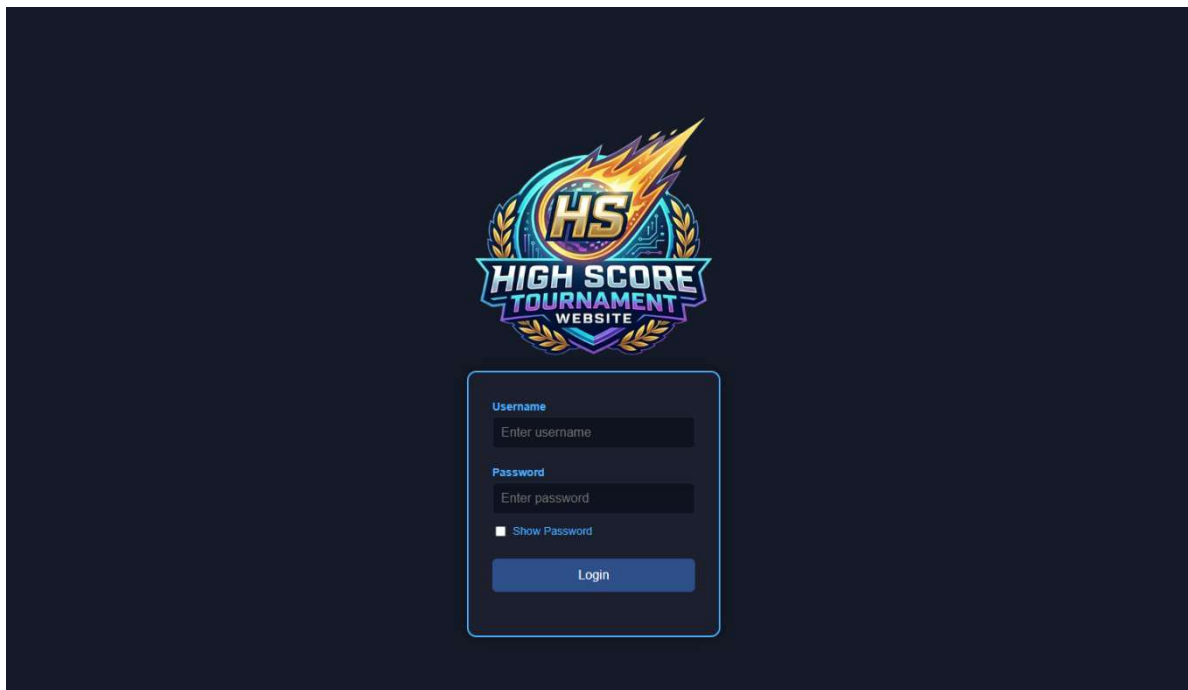 HS
HIGH SCORE
TOURNAMENT
WEBSITE
Username
Enter username
Password
Enter password
Show Password
Login